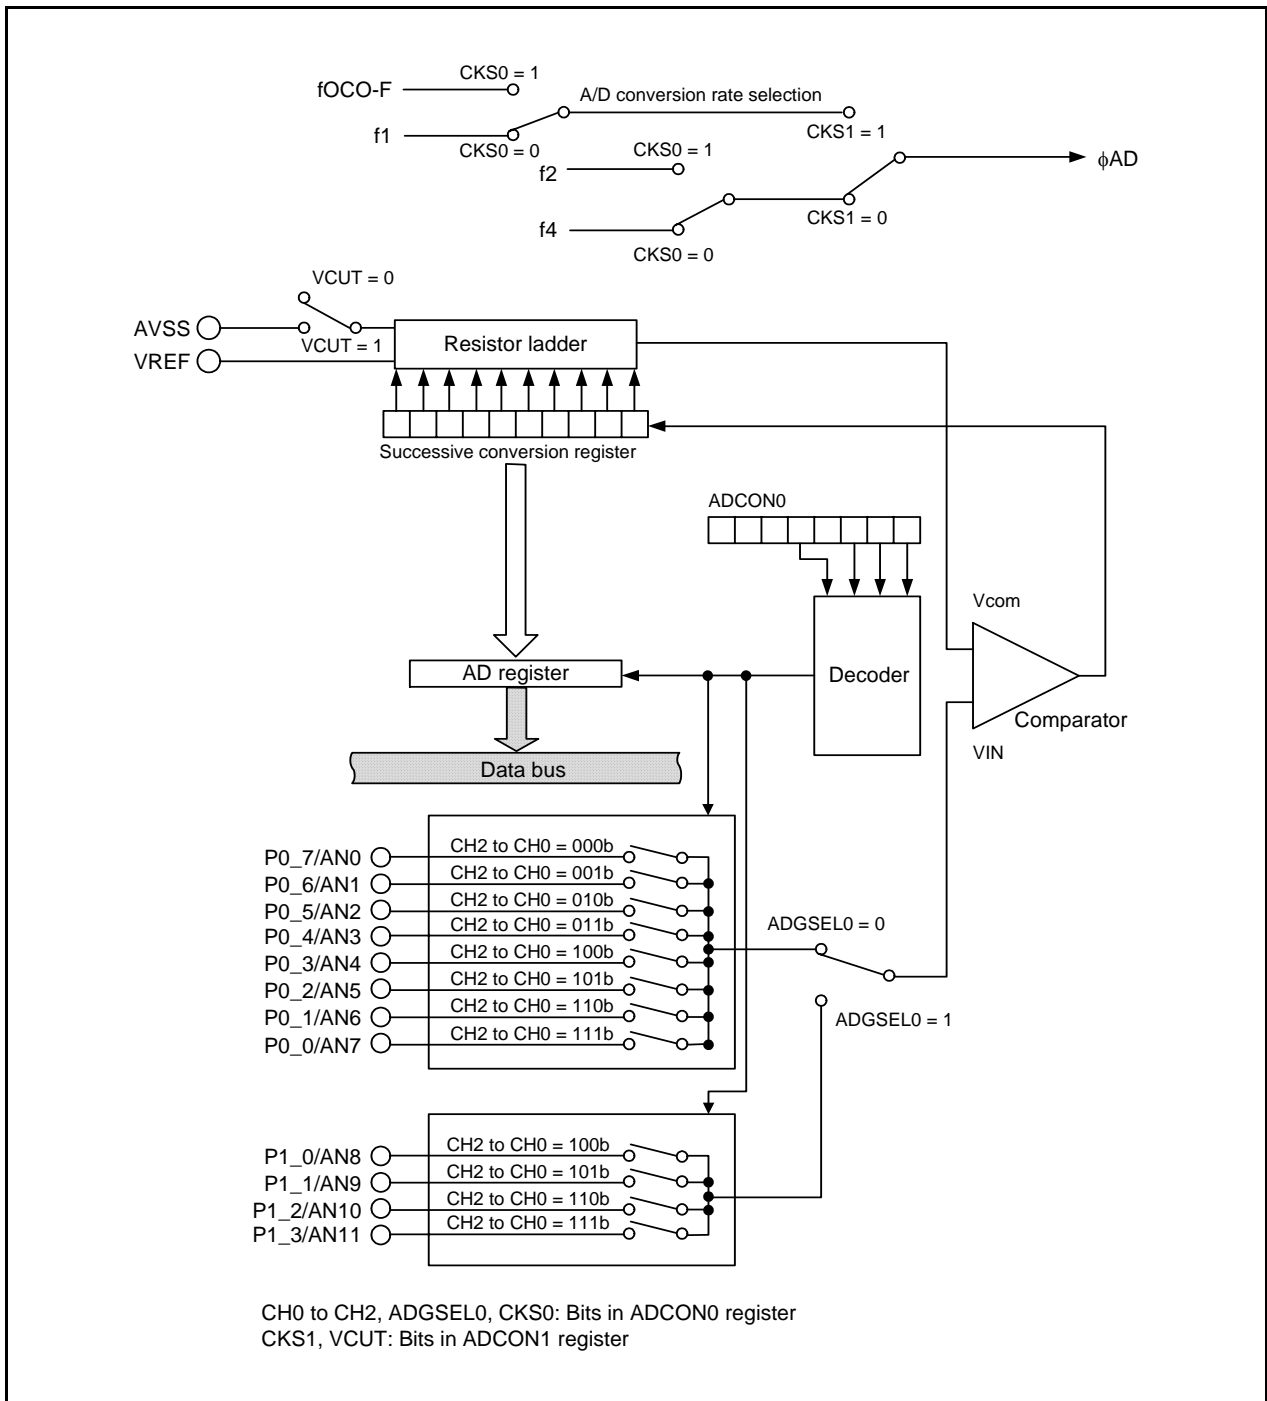 CKS0 = 1
fOCO-F
A/D conversion rate selection
f1
CKS0 = 0
CKS1 = 1
CKS0 = 1
f2
ϕAD
CKS1 = 0
f4
CKS0 = 0
VCUT = 0
AVSS
VCUT = 1
VREF
Resistor ladder
Successive conversion register
ADCON0
Vcom
Decoder
AD register
Comparator
VIN
Data bus
P0_7/AN0 CH2 to CH0 = 000b
P0_6/AN1 CH2 to CH0 = 001b
P0_5/AN2 CH2 to CH0 = 010b
P0_4/AN3 CH2 to CH0 = 011b
P0_3/AN4 CH2 to CH0 = 100b
P0_2/AN5 CH2 to CH0 = 101b
P0_1/AN6 CH2 to CH0 = 110b
P0_0/AN7 CH2 to CH0 = 111b
ADGSEL0 = 0
ADGSEL0 = 1
P1_0/AN8 CH2 to CH0 = 100b
P1_1/AN9 CH2 to CH0 = 101b
P1_2/AN10 CH2 to CH0 = 110b
P1_3/AN11 CH2 to CH0 = 111b
CH0 to CH2, ADGSEL0, CKS0: Bits in ADCON0 register
CKS1, VCUT: Bits in ADCON1 register